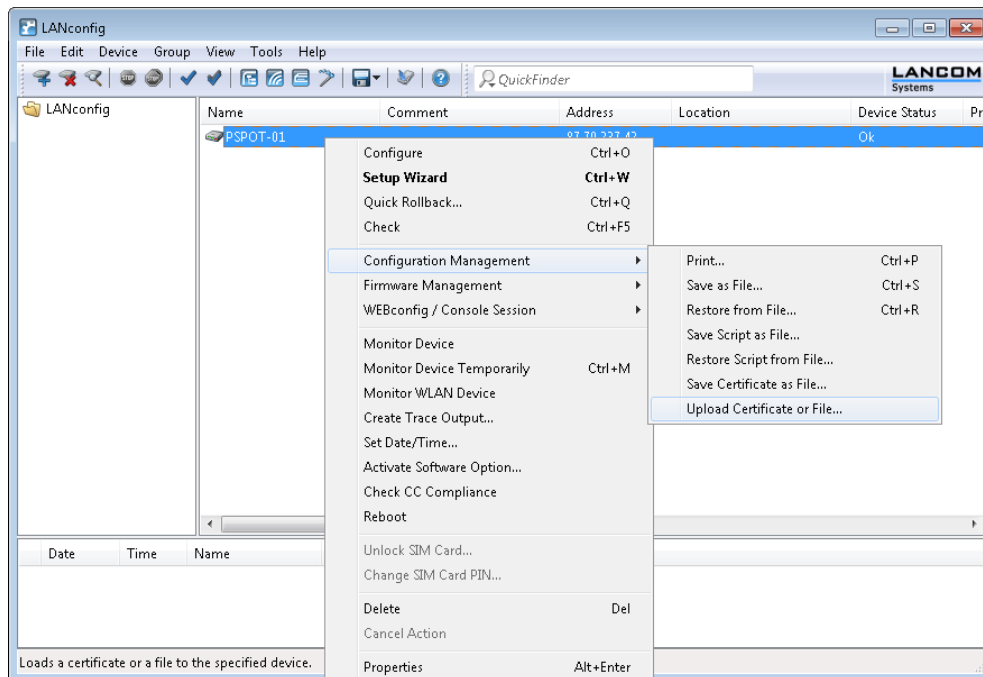 LANconfig
File Edit Device Group View Tools Help
QuickFinder
LANCOM
Systems
LANconfig
Name Comment Address Location Device Status Pr
PSPOT-01 87.70.237.42 Ok
Configure Ctrl+O
Setup Wizard Ctrl+W
Quick Rollback... Ctrl+Q
Check Ctrl+F5
Configuration Management
Firmware Management
WEBconfig / Console Session
Monitor Device
Monitor Device Temporarily Ctrl+M
Monitor WLAN Device
Create Trace Output...
Set Date/Time...
Activate Software Option...
Check CC Compliance
Reboot
Unlock SIM Card...
Change SIM Card PIN...
Delete Del
Cancel Action
Properties Alt+Enter
Print... Ctrl+P
Save as File... Ctrl+S
Restore from File... Ctrl+R
Save Script as File...
Restore Script from File...
Save Certificate as File...
Upload Certificate or File...
Date Time Name
Loads a certificate or a file to the specified device.